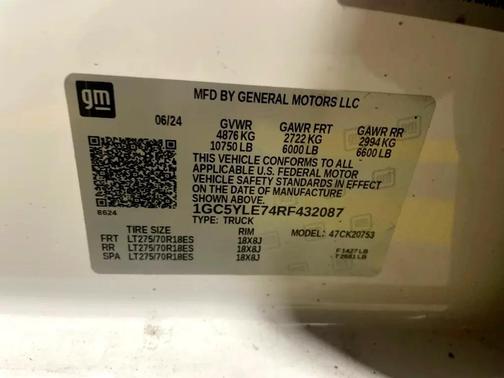 gm
MFD BY GENERAL MOTORS LLC
06/24 GVWR GAWR FRT GAWR RR
4876 KG 2722 KG 2994 KG
10750 LB 6000 LB 6600 LB
THIS VEHICLE CONFORMS TO ALL
APPLICABLE U.S. FEDERAL MOTOR
VEHICLE SAFETY STANDARDS IN EFFECT
ON THE DATE OF MANUFACTURE
SHOWN ABOVE.
8624
1GC5YLE74RF432087
TYPE: TRUCK MODEL: 47CK20753
TIRE SIZE RIM
FRT LT275/70R18ES 18X8J
RR LT275/70R18ES 18X8J
SPA LT275/70R18ES 18X8J
F1427LB